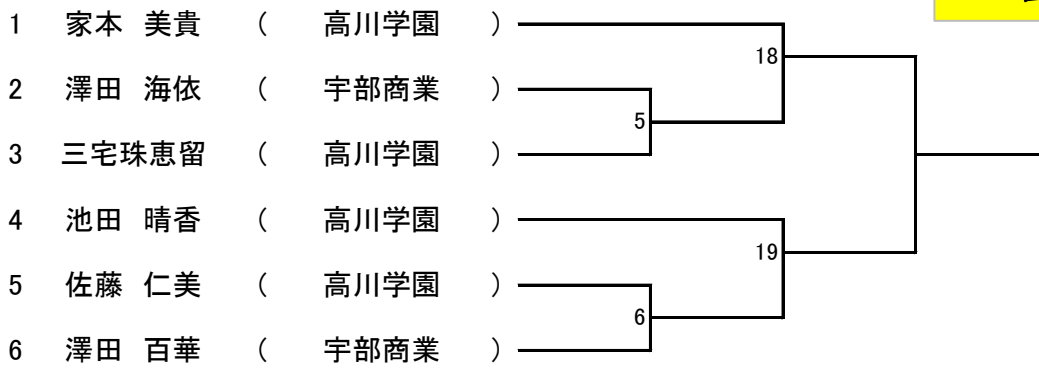 1 家本 美貴 ( 高川学園 )
18
2 澤田 海依 ( 宇部商業 )
5
3 三宅珠恵留 ( 高川学園 )
4 池田 晴香 ( 高川学園 )
19
5 佐藤 仁美 ( 高川学園 )
6
6 澤田 百華 ( 宇部商業 )